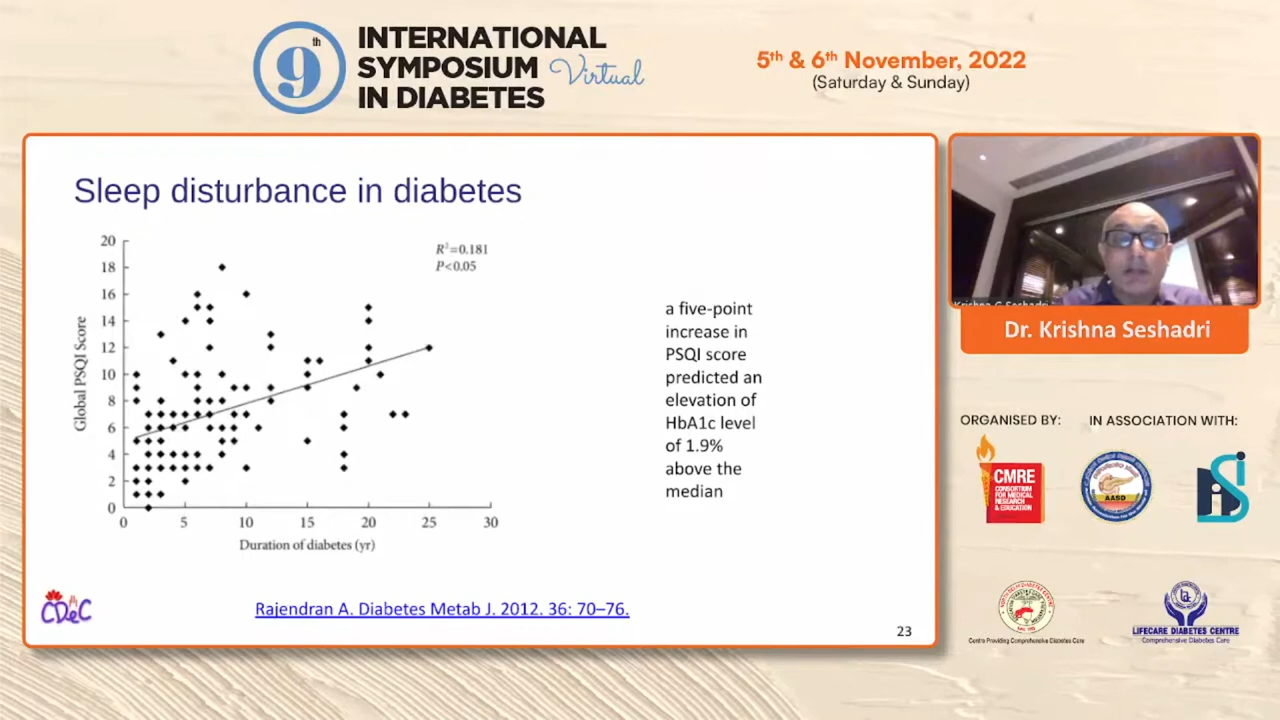 9th
INTERNATIONAL
SYMPOSIUM Virtual
IN DIABETES
5th & 6th November, 2022
(Saturday & Sunday)
Sleep disturbance in diabetes
R²=0.181
P<0.05
20
18
16
14
12
10
8
6
4
2
0
Global PSQI Score
0 5 10 15 20 25 30
Duration of diabetes (yr)
a five-point
increase in
PSQI score
predicted an
elevation of
HbA1c level
of 1.9%
above the
median
CDeC
Rajendran A. Diabetes Metab J. 2012. 36: 70–76.
23
Krishna G Seshadri
Dr. Krishna Seshadri
ORGANISED BY:
IN ASSOCIATION WITH:
CMRE
CONSORTIUM
FOR MEDICAL
RESEARCH
& EDUCATION
AASD
Centre Providing Comprehensive Diabetes Care
LIFECARE DIABETES CENTRE
Comprehensive Diabetes Care